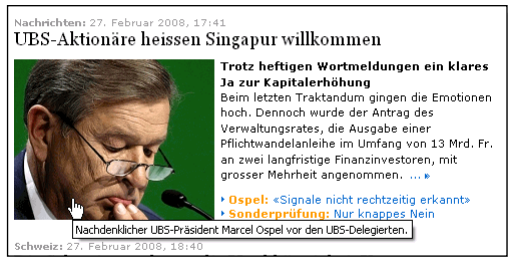 Nachrichten: 27. Februar 2008, 17:41
UBS-Aktionäre heissen Singapur willkommen
Trotz heftigen Wortmeldungen ein klares
Ja zur Kapitalerhöhung
Beim letzten Traktandum gingen die Emotionen
hoch. Dennoch wurde der Antrag des
Verwaltungsrates, die Ausgabe einer
Pflichtwandelanleihe im Umfang von 13 Mrd. Fr.
an zwei langfristige Finanzinvestoren, mit
grosser Mehrheit angenommen. ... »
Ospel: «Signale nicht rechtzeitig erkannt»
Sonderprüfung: Nur knappes Nein
Nachdenklicher UBS-Präsident Marcel Ospel vor den UBS-Delegierten.
Schweiz: 27. Februar 2008, 18:40